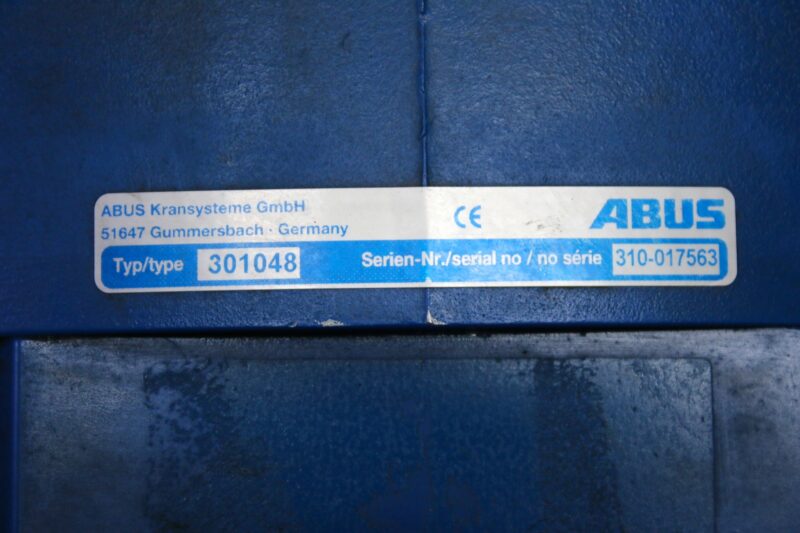 ABUS Kransysteme GmbH
51647 Gummersbach · Germany
CE
ABUS
Typ/type 301048 Serien-Nr./serial no / no série 310-017563